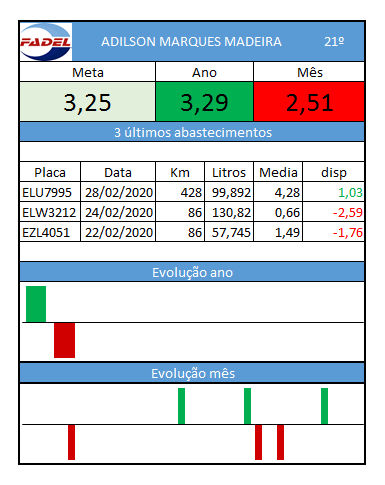 FADEL ADILSON MARQUES MADEIRA 21º
Meta Ano Mês
3,25 3,29 2,51
3 últimos abastecimentos
Placa Data Km Litros Media disp
ELU7995 28/02/2020 428 99,892 4,28 1,03
ELW3212 24/02/2020 86 130,82 0,66 -2,59
EZL4051 22/02/2020 86 57,745 1,49 -1,76
Evolução ano
Evolução mês